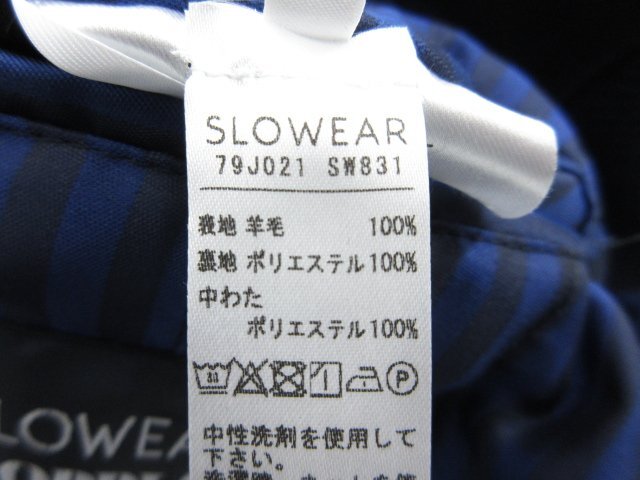 SLOWEAR
79J021 SW831
表地 羊毛 100%
裏地 ポリエステル100%
中わた
ポリエステル100%
30
P
中性洗剤を使用して
下さい。
LOWEAR